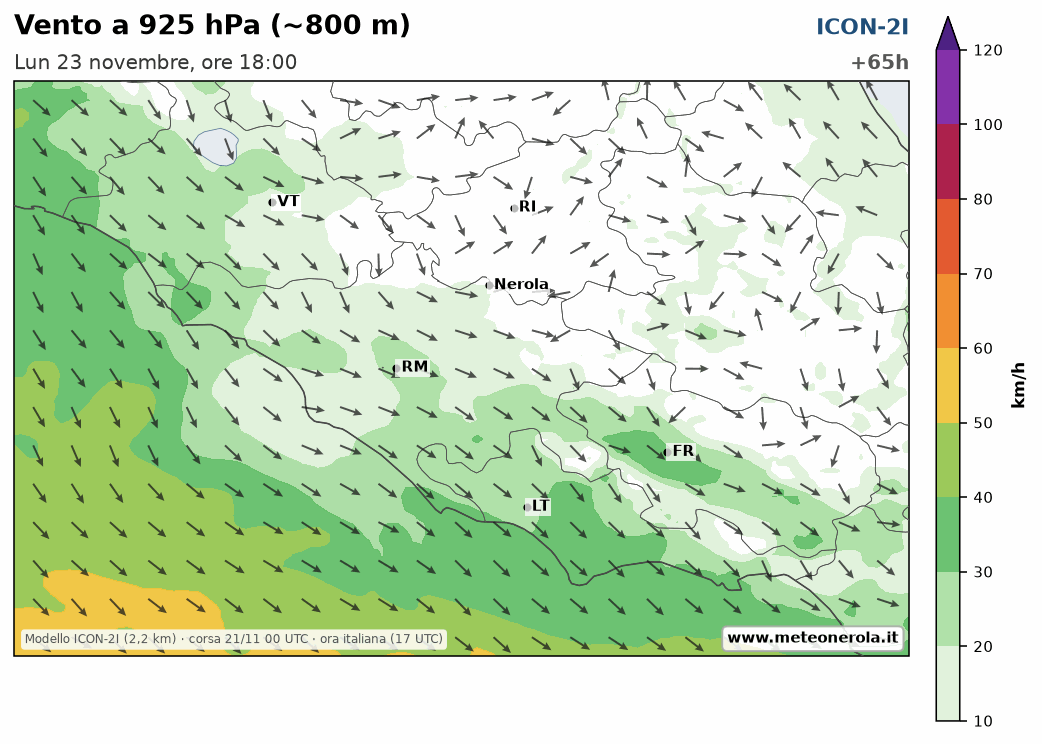 Vento a 925 hPa (~800 m)
ICON-2I
Lun 23 novembre, ore 18:00
+65h
VT
RI
Nerola
RM
FR
LT
120
100
80
70
60
50
40
30
20
10
km/h
Modello ICON-2I (2,2 km) · corsa 21/11 00 UTC · ora italiana (17 UTC)
www.meteonerola.it